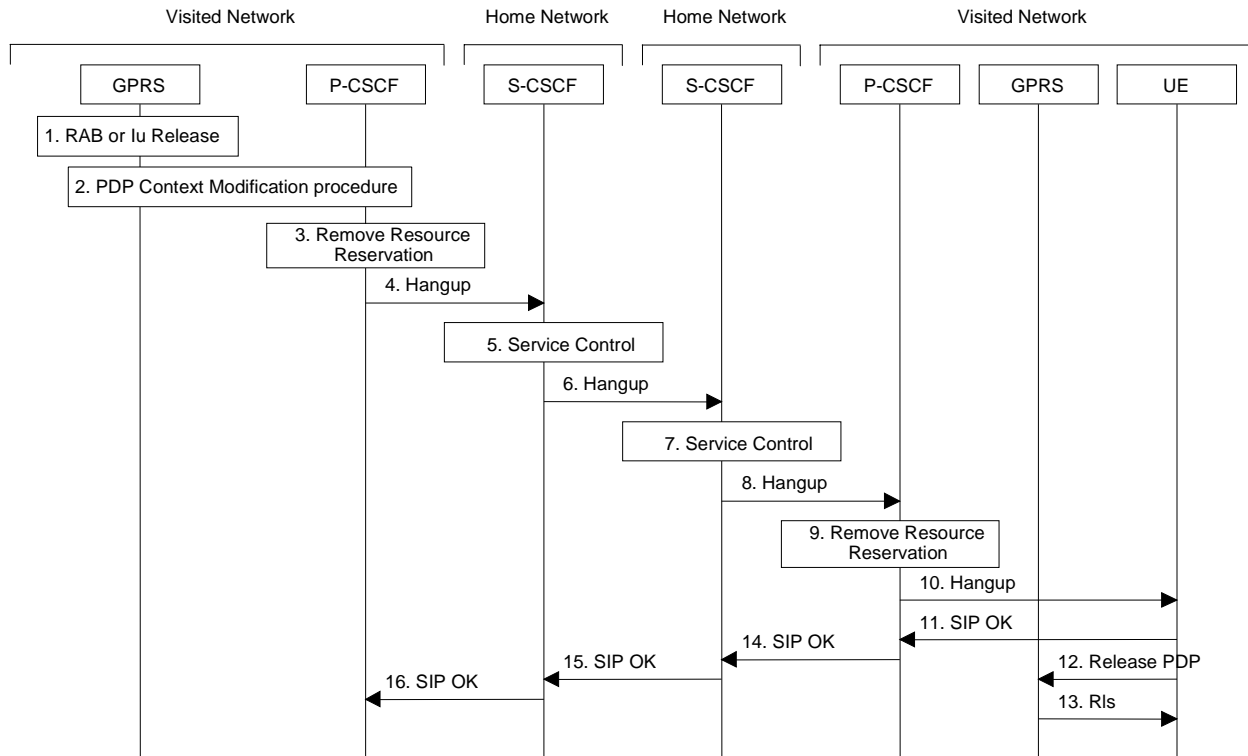 Visited Network
Home Network
Home Network
Visited Network
GPRS
P-CSCF
S-CSCF
S-CSCF
P-CSCF
GPRS
UE
1. RAB or Iu Release
2. PDP Context Modification procedure
3. Remove Resource
Reservation
4. Hangup
5. Service Control
6. Hangup
7. Service Control
8. Hangup
9. Remove Resource
Reservation
10. Hangup
11. SIP OK
14. SIP OK
15. SIP OK
12. Release PDP
16. SIP OK
13. Rls